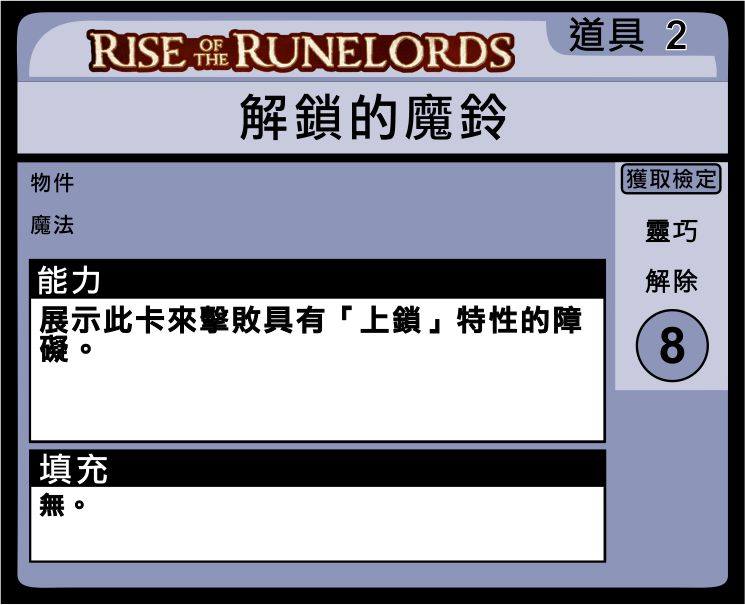 RISE OF THE RUNELORDS
道具 2
解鎖的魔鈴
物件
魔法
獲取檢定
靈巧
解除
8
能力
展示此卡來擊敗具有「上鎖」特性的障
礙。
填充
無。